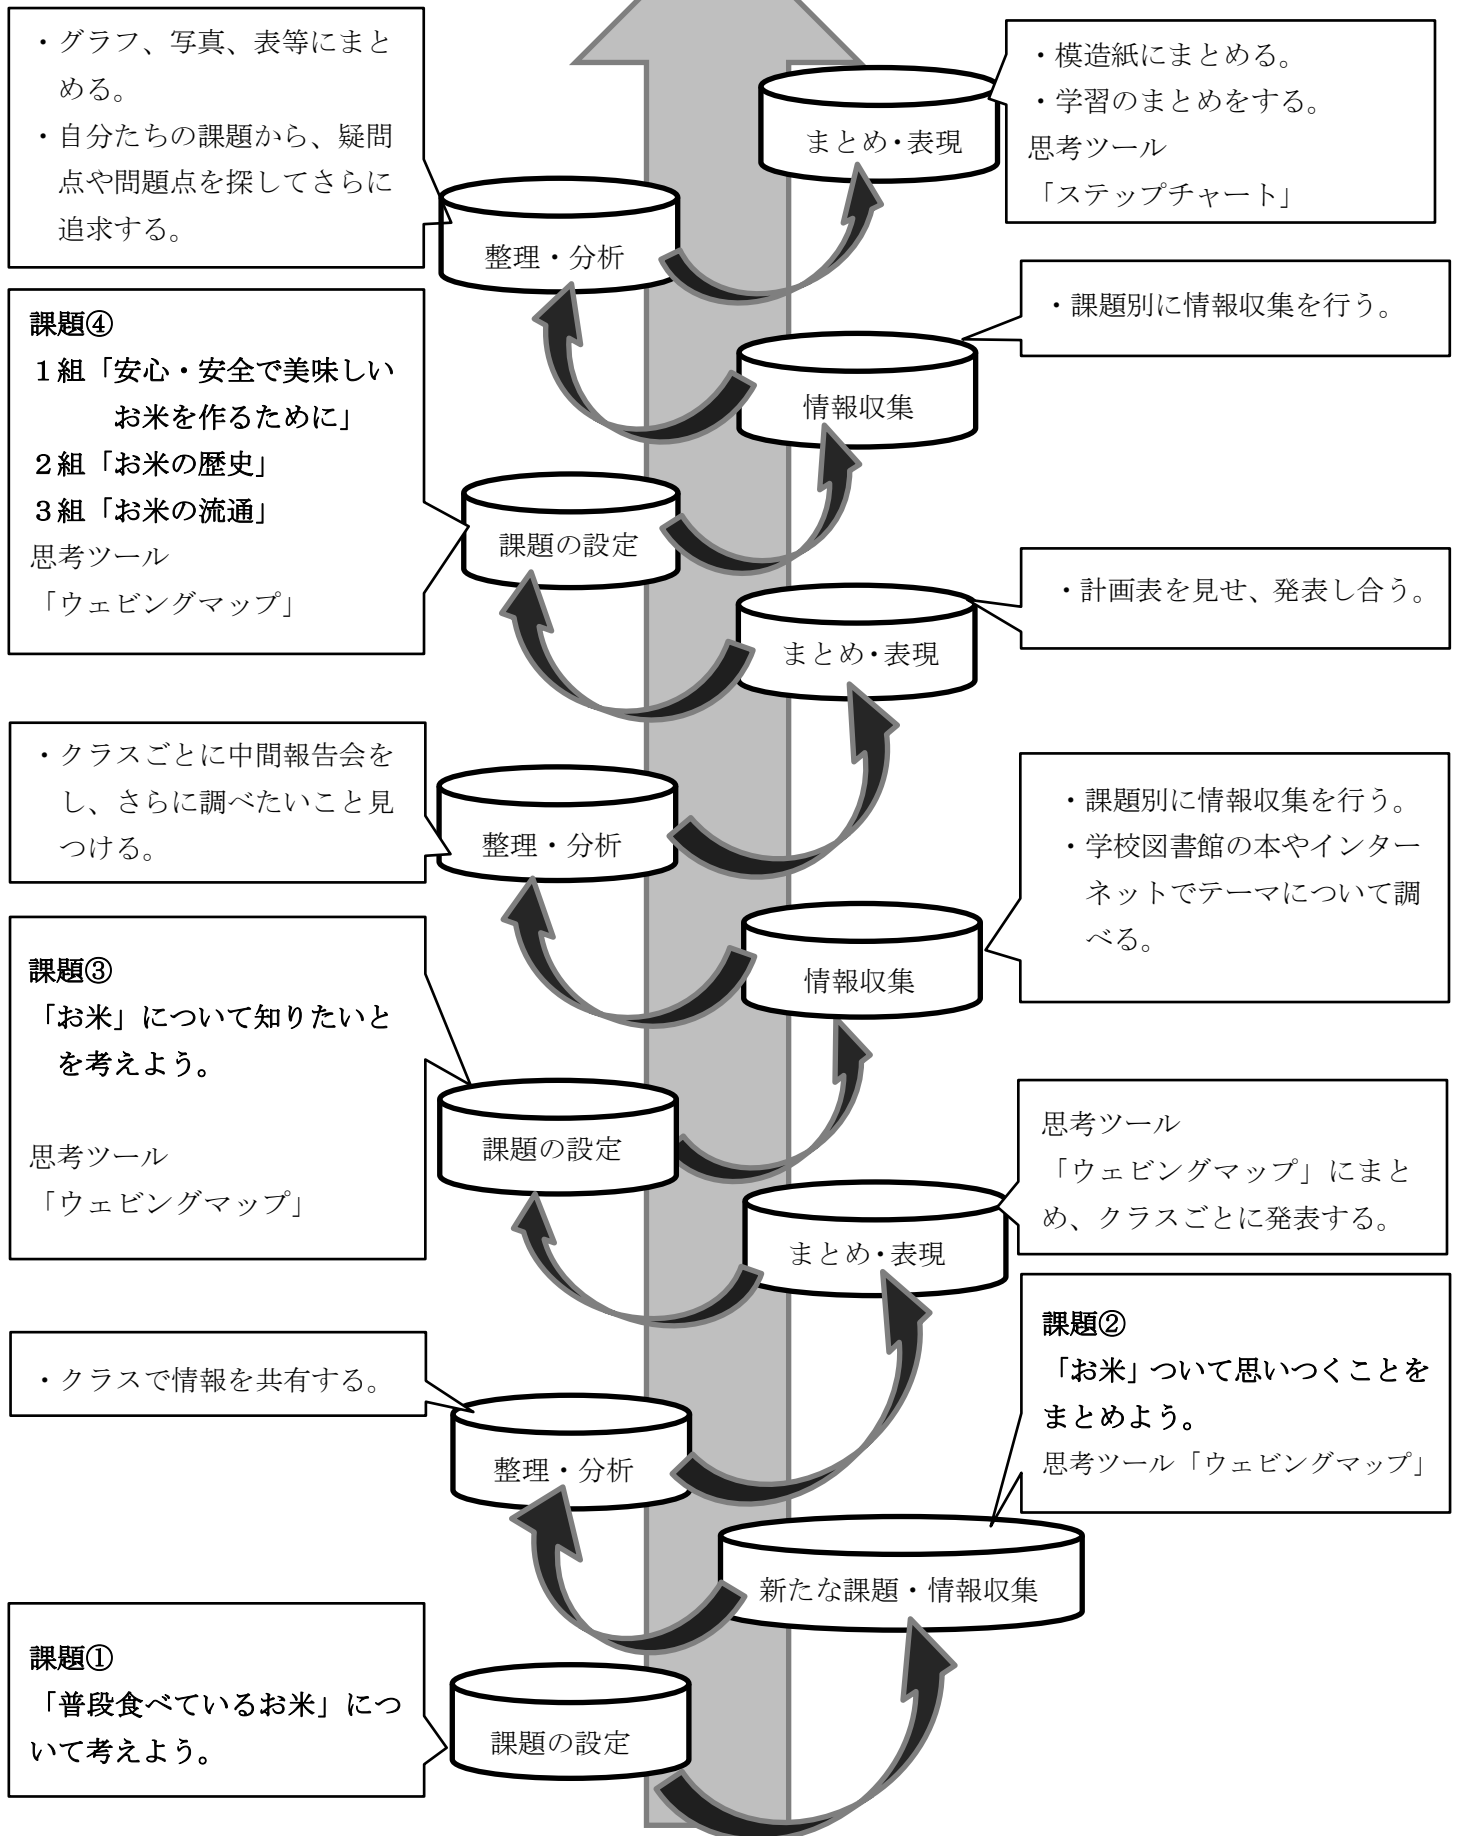 ・グラフ、写真、表等にまと
める。
・自分たちの課題から、疑問
点や問題点を探してさらに
追求する。
・模造紙にまとめる。
・学習のまとめをする。
思考ツール
「ステップチャート」
まとめ・表現
整理・分析
・課題別に情報収集を行う。
課題④
1組「安心・安全で美味しい
お米を作るために」
2組「お米の歴史」
3組「お米の流通」
思考ツール
「ウェビングマップ」
情報収集
課題の設定
・計画表を見せ、発表し合う。
まとめ・表現
・クラスごとに中間報告会を
し、さらに調べたいこと見
つける。
整理・分析
・課題別に情報収集を行う。
・学校図書館の本やインター
ネットでテーマについて調
べる。
情報収集
課題③
「お米」について知りたいと
を考えよう。
思考ツール
「ウェビングマップ」
課題の設定
思考ツール
「ウェビングマップ」にまと
め、クラスごとに発表する。
まとめ・表現
課題②
「お米」ついて思いつくことを
まとめよう。
思考ツール「ウェビングマップ」
・クラスで情報を共有する。
整理・分析
新たな課題・情報収集
課題①
「普段食べているお米」につ
いて考えよう。
課題の設定